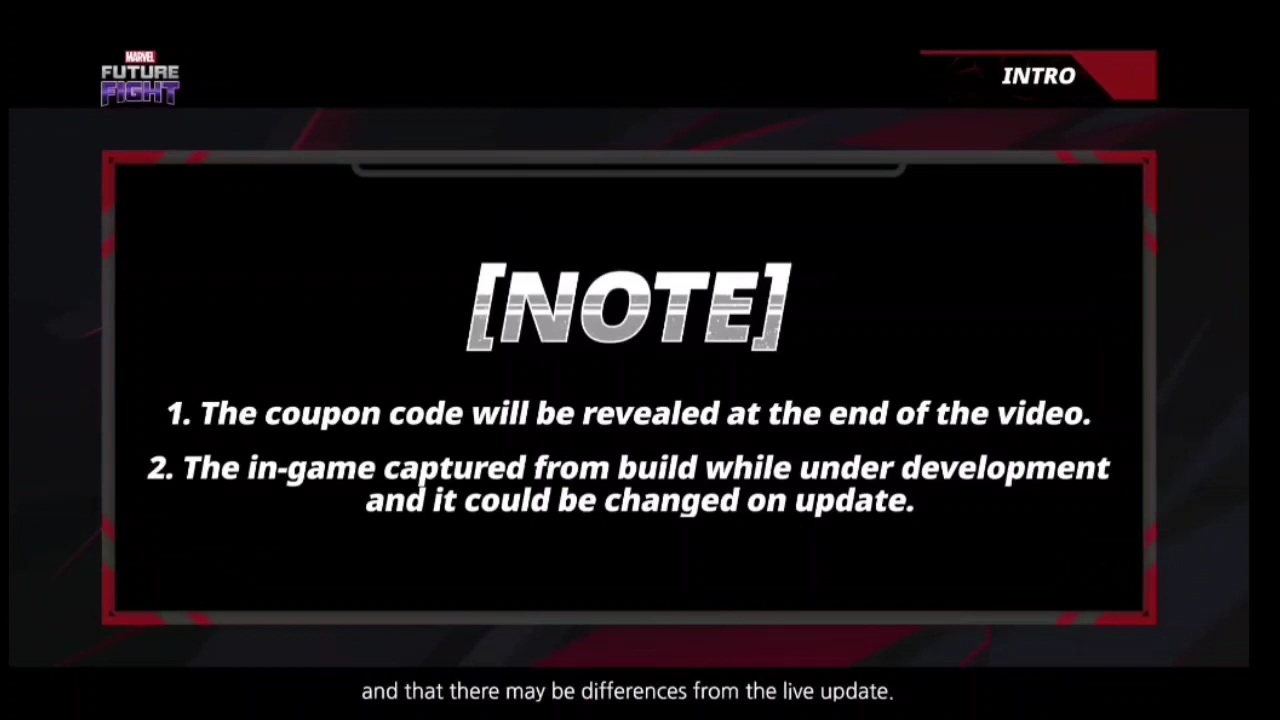 MARVEL
FUTURE
FIGHT
INTRO
[NOTE]
1. The coupon code will be revealed at the end of the video.
2. The in-game captured from build while under development
and it could be changed on update.
and that there may be differences from the live update.